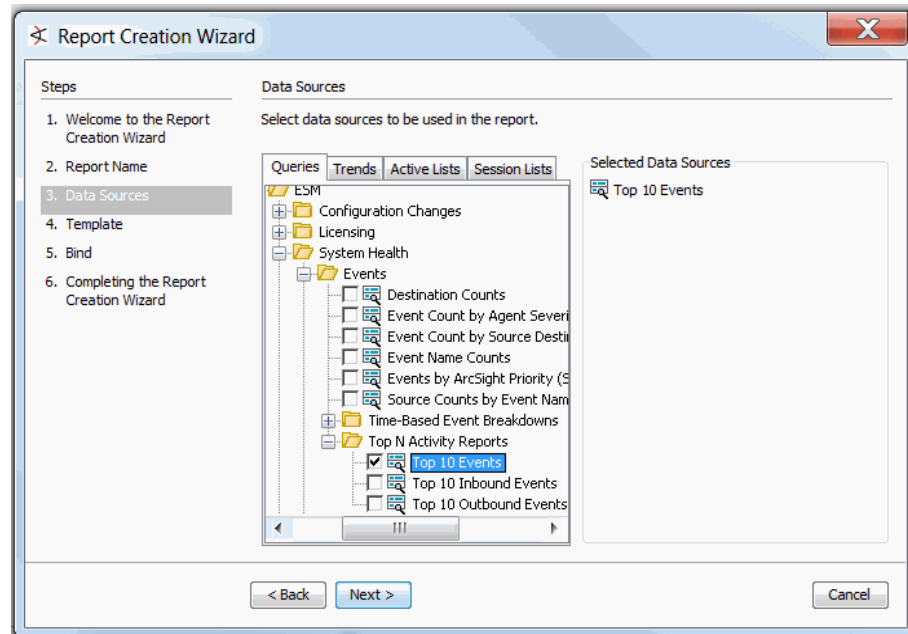 Report Creation Wizard
Steps
1. Welcome to the Report
Creation Wizard
2. Report Name
3. Data Sources
4. Template
5. Bind
6. Completing the Report
Creation Wizard
Data Sources
Select data sources to be used in the report.
Queries Trends Active Lists Session Lists
ESM
Configuration Changes
Licensing
System Health
Events
Destination Counts
Event Count by Agent Severi
Event Count by Source Destin
Event Name Counts
Events by ArcSight Priority (S
Source Counts by Event Nam
Time-Based Event Breakdowns
Top N Activity Reports
Top 10 Events
Top 10 Inbound Events
Top 10 Outbound Events
Selected Data Sources
Top 10 Events
< Back Next > Cancel